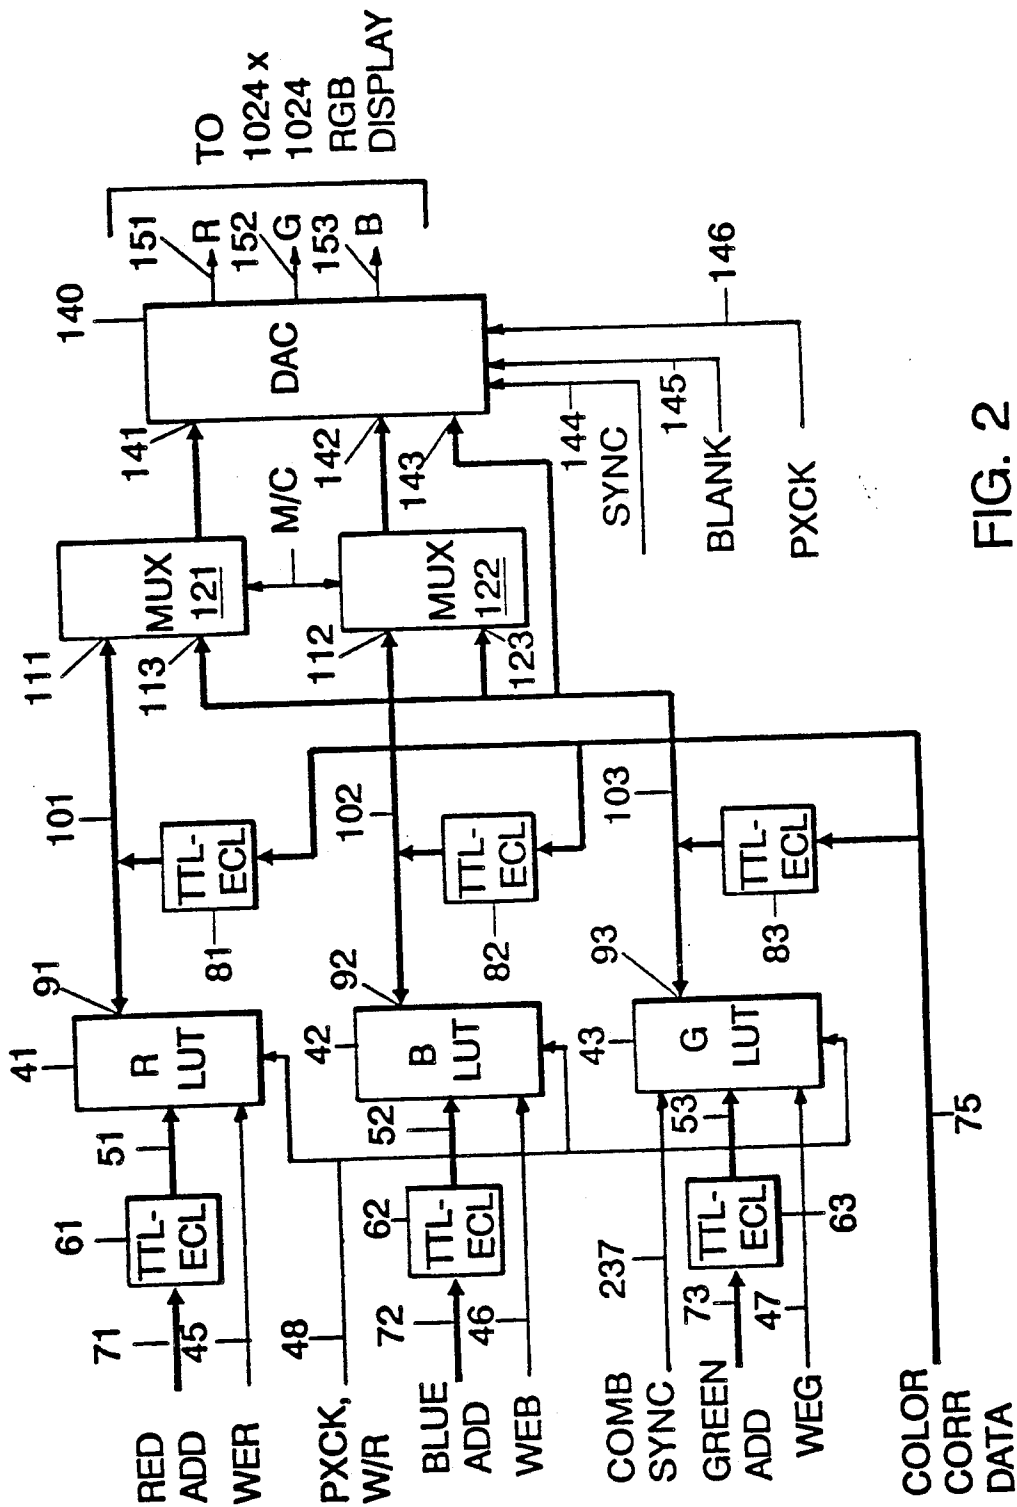 RED
ADD
71
45
WER
61
TTL-
ECL
51
41
R
LUT
91
101
81
TTL-
ECL
111
113
MUX
121
141
140
151
R
152
G
153
B
TO
1024 x
1024
RGB
DISPLAY
DAC
M/C
PXCK,
W/R
48
BLUE
ADD
72
46
WEB
62
TTL-
ECL
52
42
B
LUT
92
102
82
TTL-
ECL
112
123
MUX
122
142
143
144
SYNC
145
BLANK
146
PXCK
COMB
SYNC
237
GREEN
ADD
73
47
WEG
TTL-
ECL
63
53
43
G
LUT
93
103
83
TTL-
ECL
COLOR
CORR
DATA
75
FIG. 2